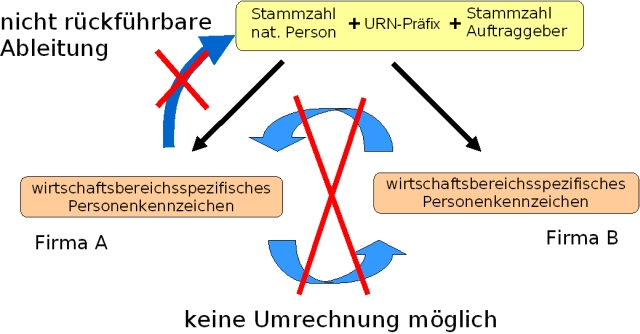 nicht rückführbare
Ableitung
Stammzahl
nat. Person
+ URN-Präfix +
Stammzahl
Auftraggeber
wirtschaftsbereichsspezifisches
Personenkennzeichen
wirtschaftsbereichsspezifisches
Personenkennzeichen
Firma A
Firma B
keine Umrechnung möglich